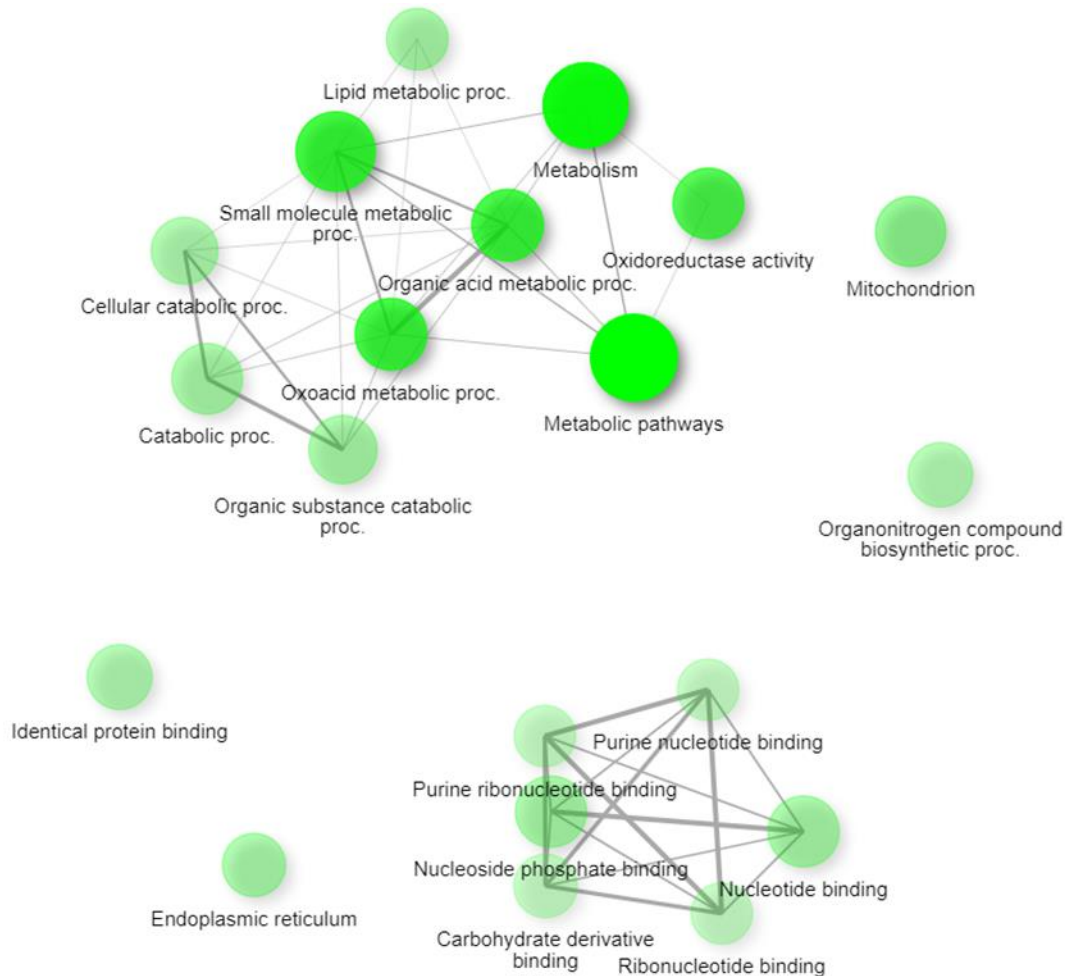 Lipid metabolic proc.
Metabolism
Small molecule metabolic
proc.
Oxidoreductase activity
Organic acid metabolic proc.
Mitochondrion
Cellular catabolic proc.
Oxoacid metabolic proc.
Metabolic pathways
Catabolic proc.
Organic substance catabolic
proc.
Organonitrogen compound
biosynthetic proc.
Identical protein binding
Purine nucleotide binding
Purine ribonucleotide binding
Nucleoside phosphate binding
Nucleotide binding
Endoplasmic reticulum
Carbohydrate derivative
binding
Ribonucleotide binding